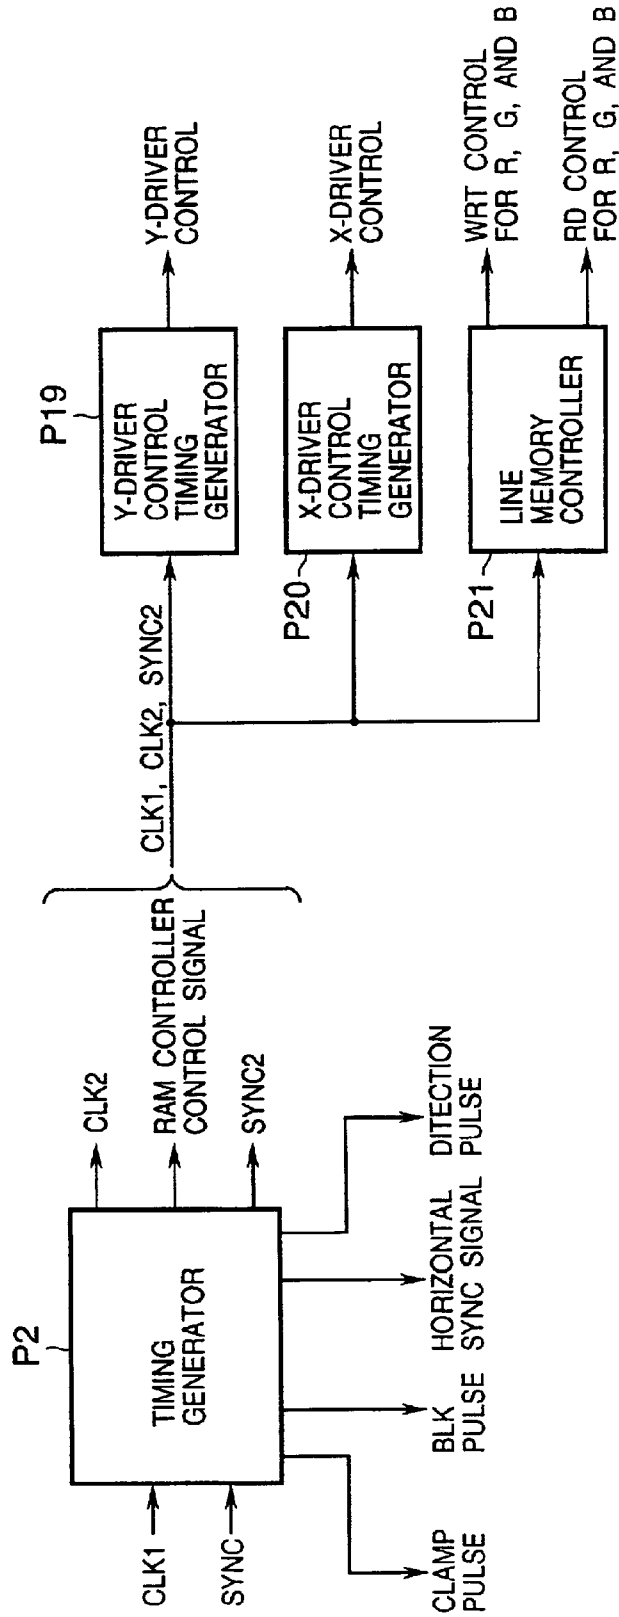 P2
TIMING
GENERATOR
CLK1
SYNC
CLK2
RAM CONTROLLER
CONTROL SIGNAL
SYNC2
CLAMP
PULSE
BLK
PULSE
HORIZONTAL
SYNC SIGNAL
DITECTION
PULSE
CLK1, CLK2, SYNC2
P19
Y-DRIVER
CONTROL
TIMING
GENERATOR
Y-DRIVER
CONTROL
P20
X-DRIVER
CONTROL
TIMING
GENERATOR
X-DRIVER
CONTROL
P21
LINE
MEMORY
CONTROLLER
WRT CONTROL
FOR R, G, AND B
RD CONTROL
FOR R, G, AND B